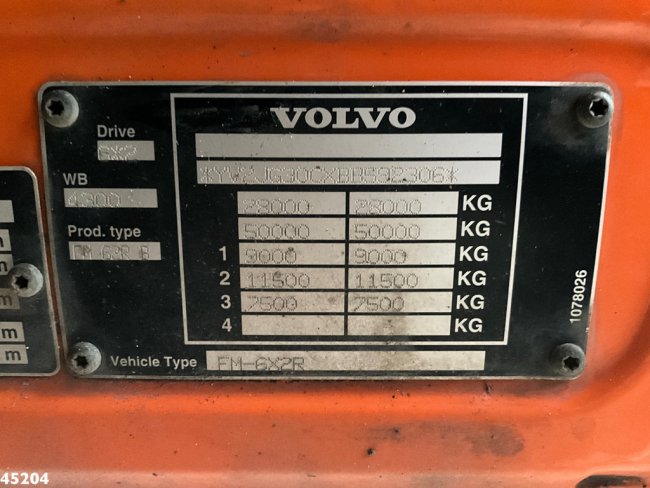 VOLVO
Drive
6X2
*YV2JG30CXBB592306*
WB
4300
28000 28000 KG
Prod. type
50000 50000 KG
FM 62R B
1 9000 9000 KG
2 11500 11500 KG
3 7500 7500 KG
4 KG
1078026
m
m
m
m
m
Vehicle Type FM-6X2R
45204